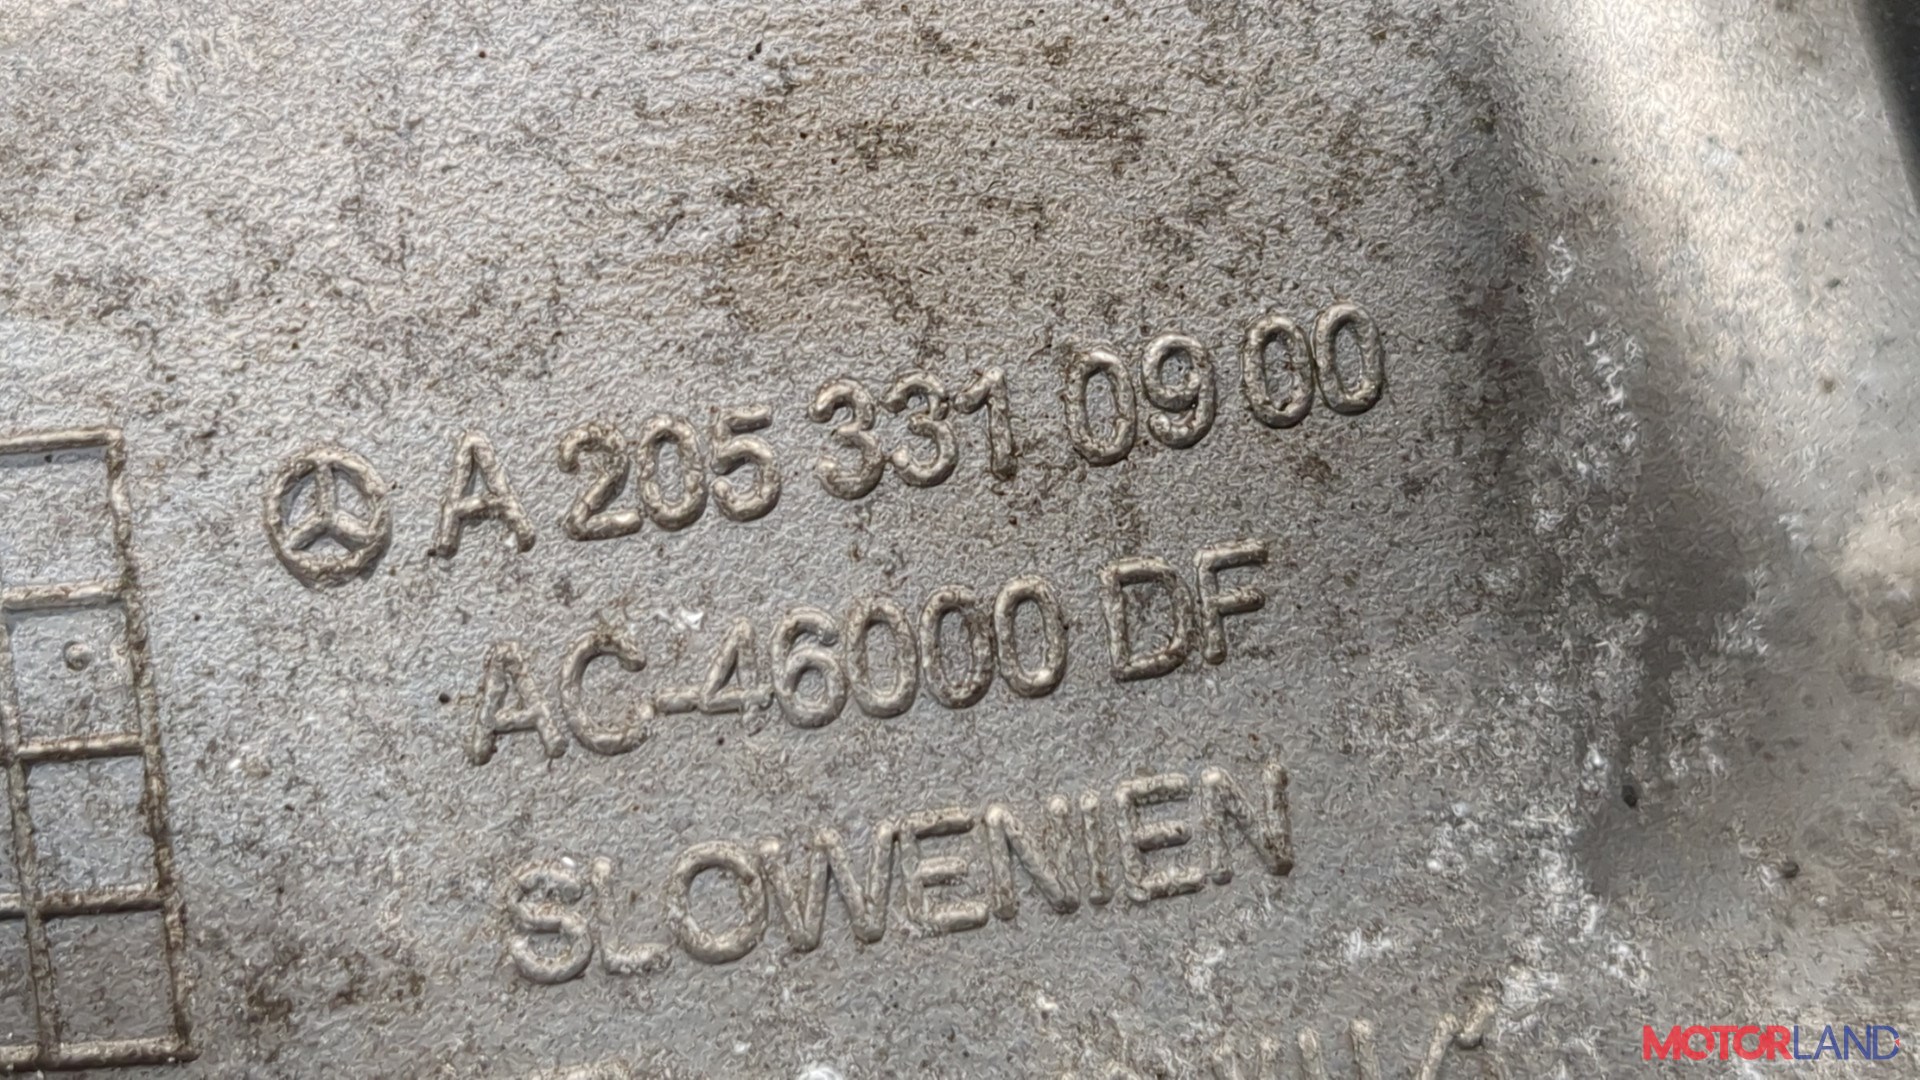 A 205 331 09 00
AC-46000 DF
SLOWENIEN
MOTORLAND